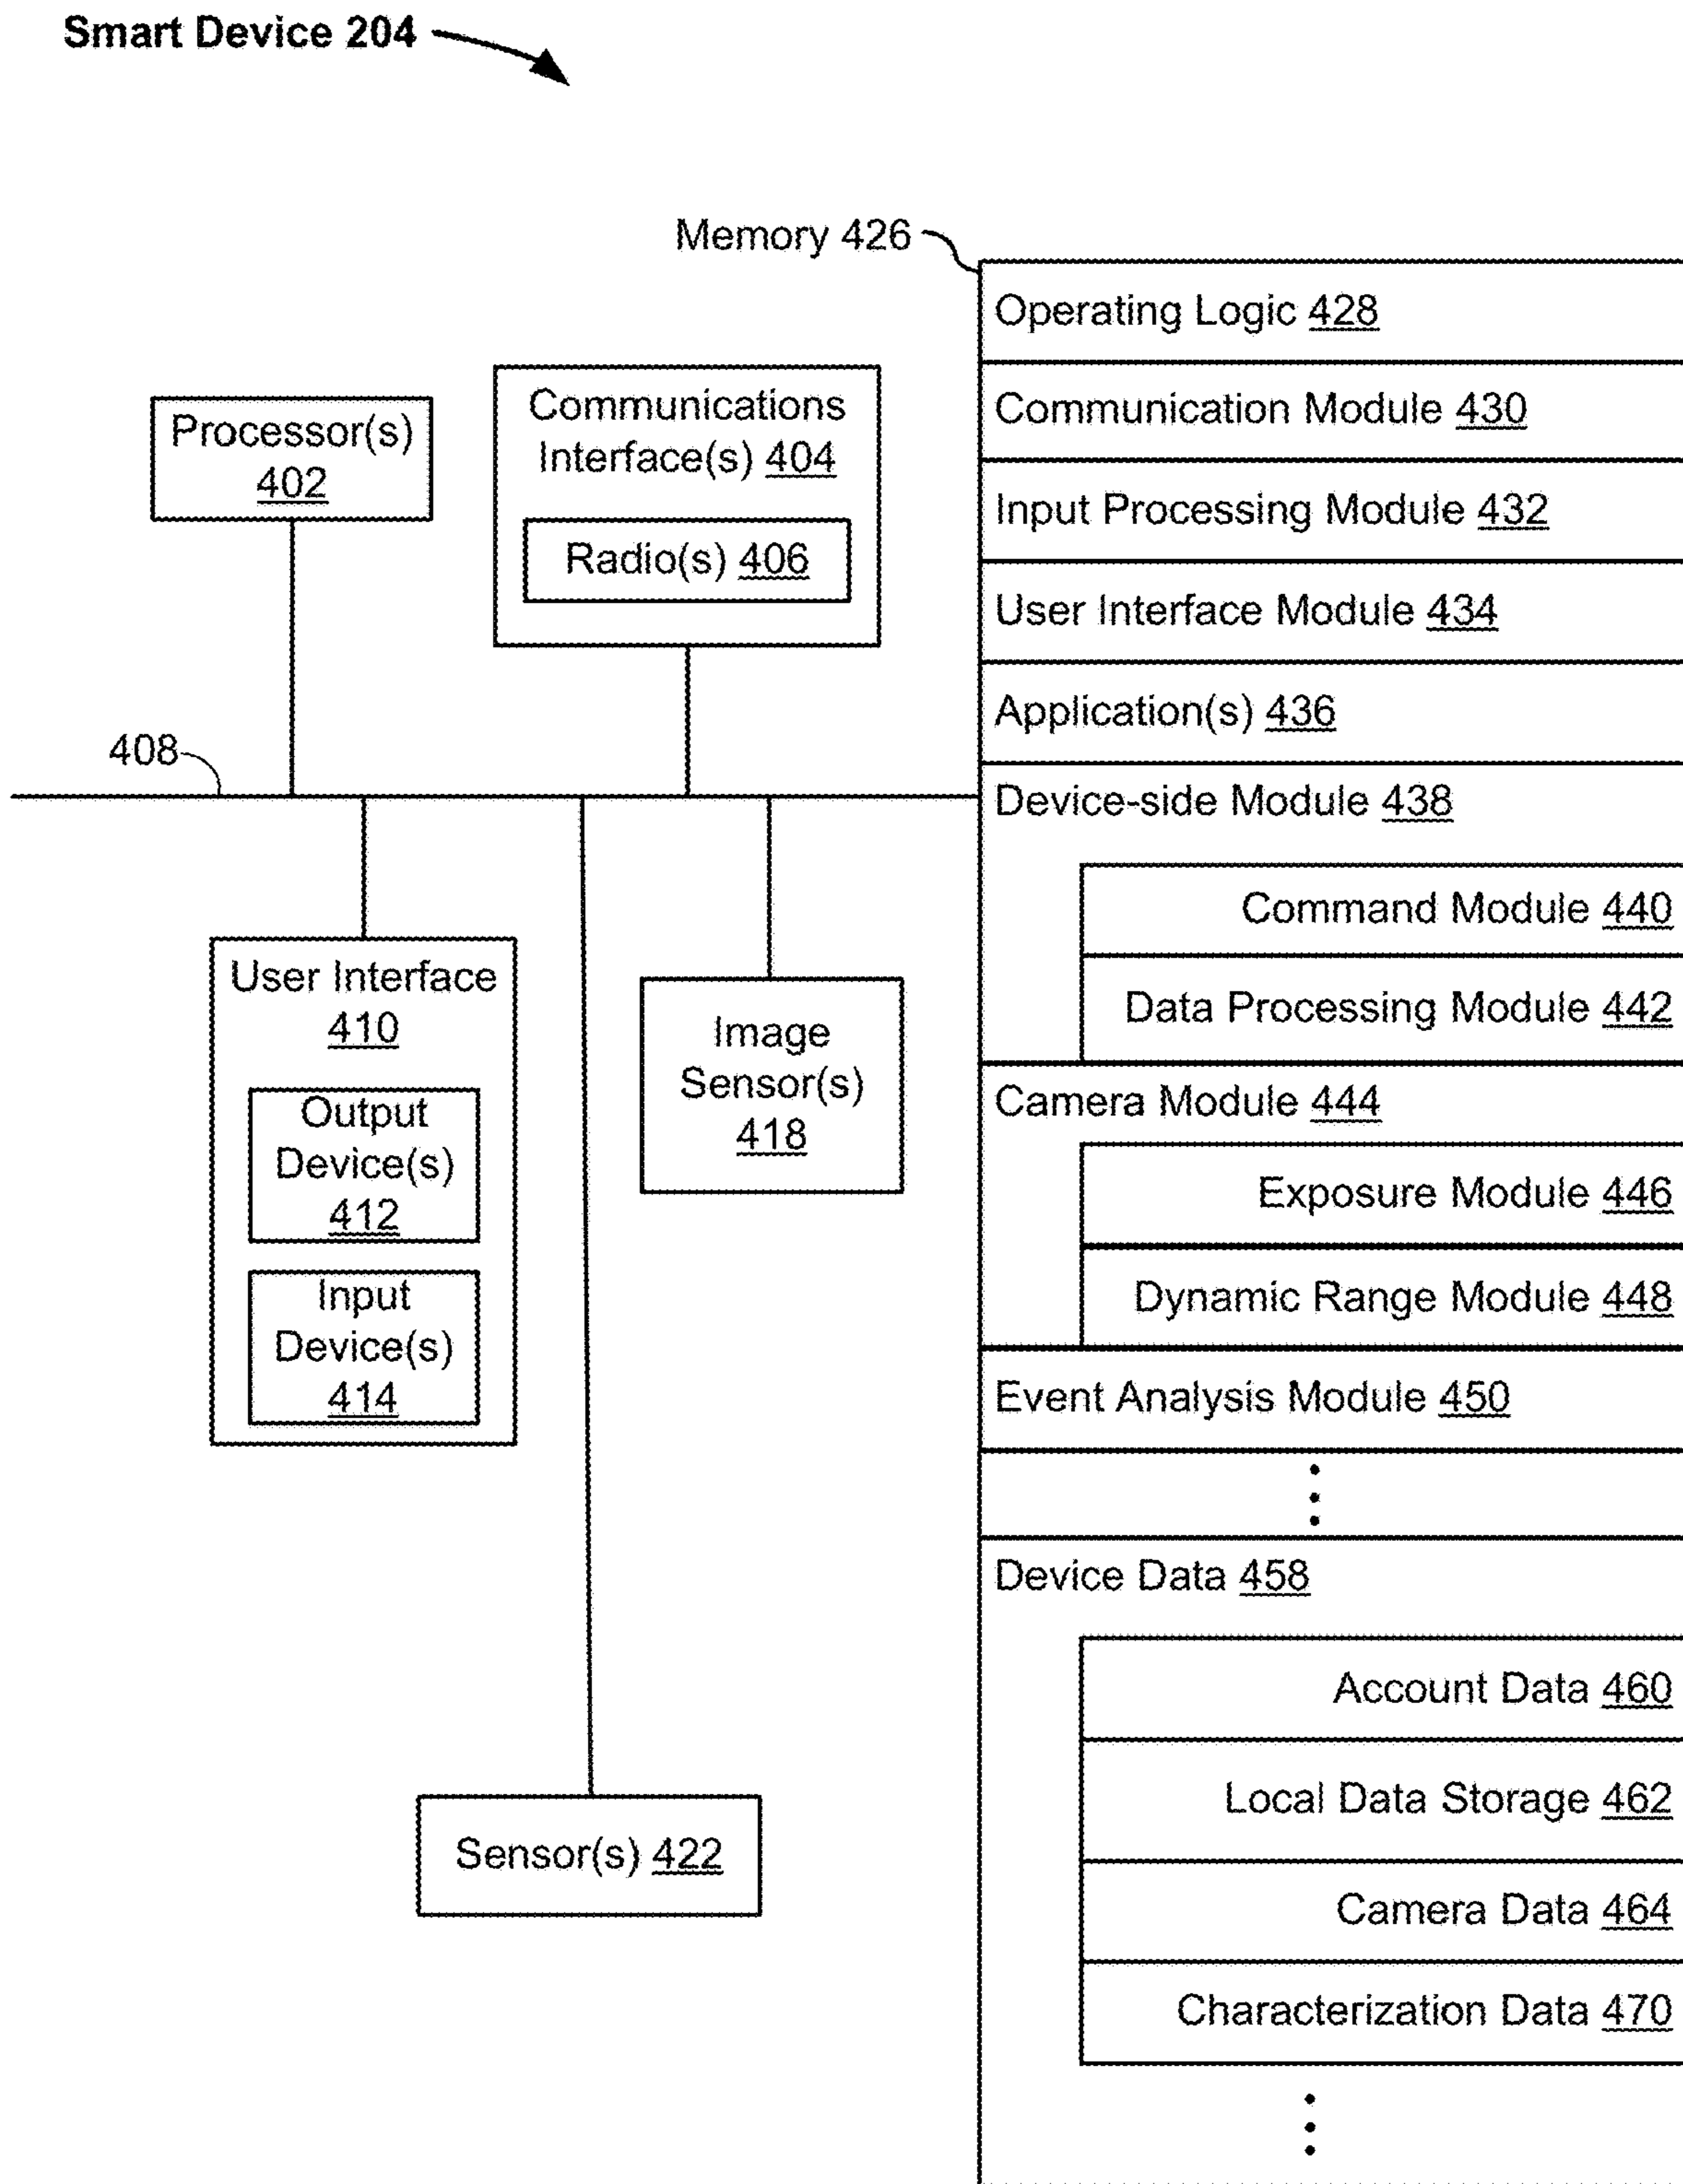 Smart Device 204
Memory 426
Operating Logic 428
Communication Module 430
Input Processing Module 432
User Interface Module 434
Application(s) 436
Device-side Module 438
Command Module 440
Data Processing Module 442
Camera Module 444
Exposure Module 446
Dynamic Range Module 448
Event Analysis Module 450
Device Data 458
Account Data 460
Local Data Storage 462
Camera Data 464
Characterization Data 470
Processor(s)
402
Communications
Interface(s) 404
Radio(s) 406
408
User Interface
410
Output
Device(s)
412
Input
Device(s)
414
Image
Sensor(s)
418
Sensor(s) 422